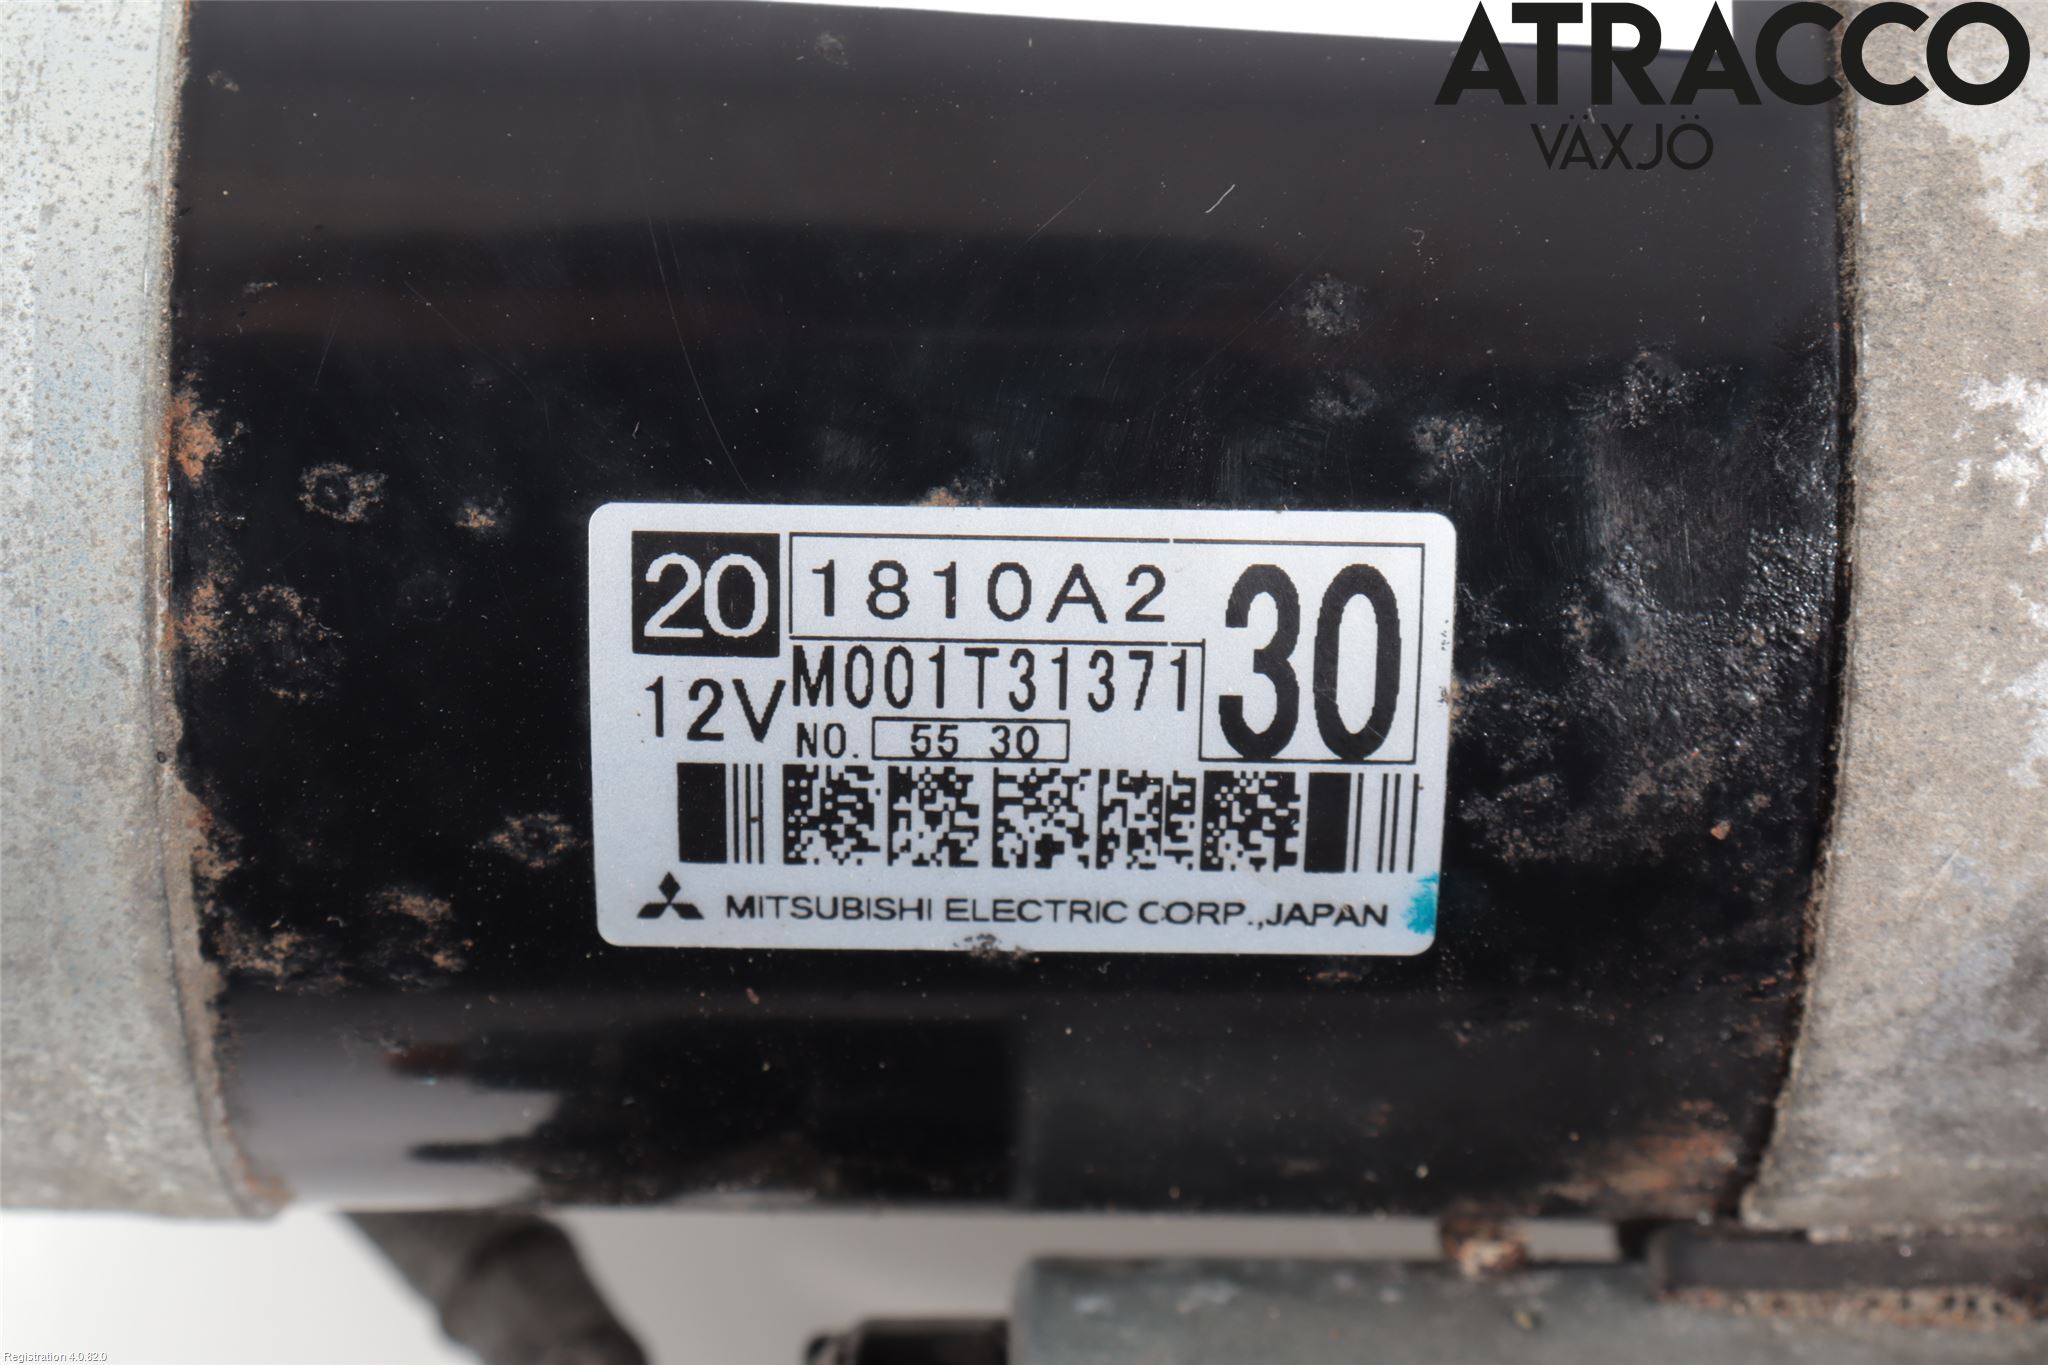 ATRACCO
VÄXJÖ
20 1810A2 30
12V M001T31371
NO. 55 30
MITSUBISHI ELECTRIC CORP.,JAPAN
Registration 4.0.82.0